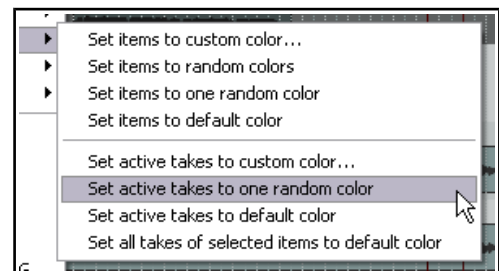 Set items to custom color...
Set items to random colors
Set items to one random color
Set items to default color
Set active takes to custom color...
Set active takes to one random color
Set active takes to default color
Set all takes of selected items to default color